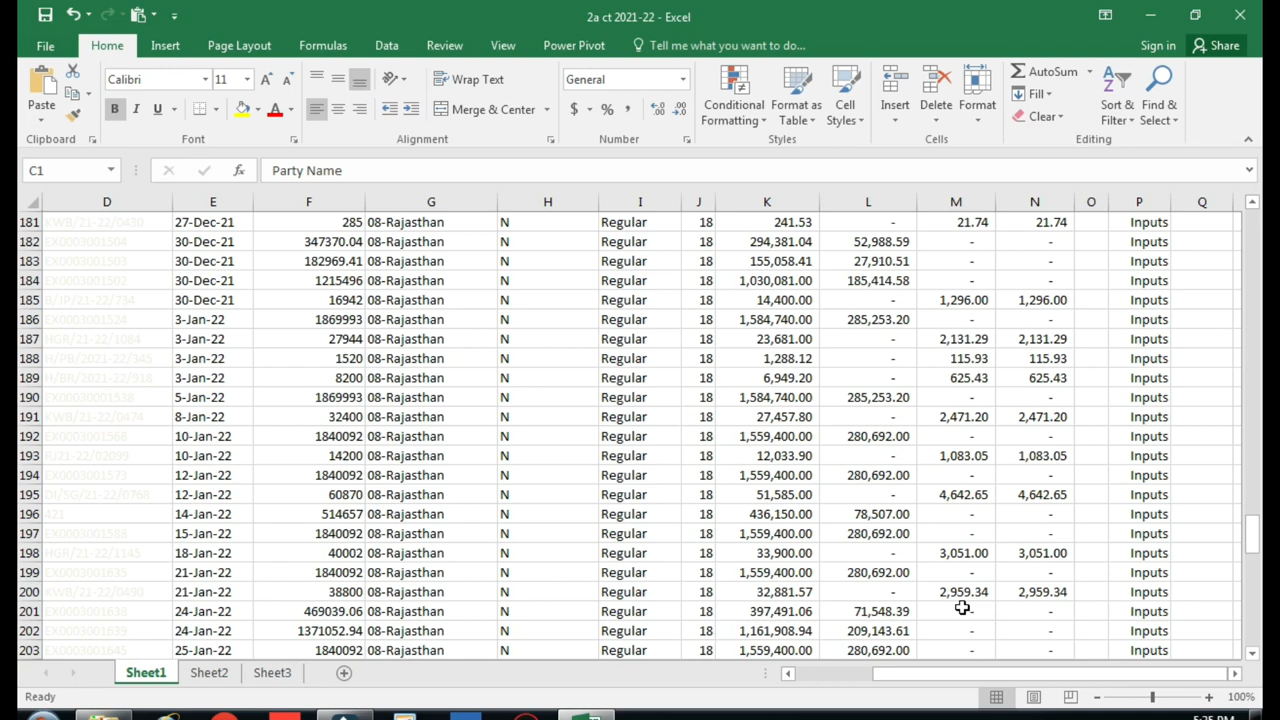 2a ct 2021-22 - Excel
File Home Insert Page Layout Formulas Data Review View Power Pivot Tell me what you want to do... Sign in Share
Calibri 11 Wrap Text General AutoSum
Paste B I U Merge & Center $ % Conditional Formatting Format as Table Cell Styles Insert Delete Format Fill Clear Sort & Filter Find & Select
Clipboard Font Alignment Number Styles Cells Editing
C1 fx Party Name
D E F G H I J K L M N O P Q
181 KWB/21-22/0430 27-Dec-21 285 08-Rajasthan N Regular 18 241.53 - 21.74 21.74 Inputs
182 EX0003001504 30-Dec-21 347370.04 08-Rajasthan N Regular 18 294,381.04 52,988.59 - - Inputs
183 EX0003001503 30-Dec-21 182969.41 08-Rajasthan N Regular 18 155,058.41 27,910.51 - - Inputs
184 EX0003001502 30-Dec-21 1215496 08-Rajasthan N Regular 18 1,030,081.00 185,414.58 - - Inputs
185 B/JP/21-22/734 30-Dec-21 16942 08-Rajasthan N Regular 18 14,400.00 - 1,296.00 1,296.00 Inputs
186 EX0003001524 3-Jan-22 1869993 08-Rajasthan N Regular 18 1,584,740.00 285,253.20 - - Inputs
187 HGR/21-22/1084 3-Jan-22 27944 08-Rajasthan N Regular 18 23,681.00 - 2,131.29 2,131.29 Inputs
188 H/PB/2021-22/345 3-Jan-22 1520 08-Rajasthan N Regular 18 1,288.12 - 115.93 115.93 Inputs
189 H/BR/2021-22/918 3-Jan-22 8200 08-Rajasthan N Regular 18 6,949.20 - 625.43 625.43 Inputs
190 EX0003001538 5-Jan-22 1869993 08-Rajasthan N Regular 18 1,584,740.00 285,253.20 - - Inputs
191 KWB/21-22/0474 8-Jan-22 32400 08-Rajasthan N Regular 18 27,457.80 - 2,471.20 2,471.20 Inputs
192 EX0003001568 10-Jan-22 1840092 08-Rajasthan N Regular 18 1,559,400.00 280,692.00 - - Inputs
193 RJ21-22/02099 10-Jan-22 14200 08-Rajasthan N Regular 18 12,033.90 - 1,083.05 1,083.05 Inputs
194 EX0003001573 12-Jan-22 1840092 08-Rajasthan N Regular 18 1,559,400.00 280,692.00 - - Inputs
195 DI/SG/21-22/0768 12-Jan-22 60870 08-Rajasthan N Regular 18 51,585.00 - 4,642.65 4,642.65 Inputs
196 421 14-Jan-22 514657 08-Rajasthan N Regular 18 436,150.00 78,507.00 - - Inputs
197 EX0003001588 15-Jan-22 1840092 08-Rajasthan N Regular 18 1,559,400.00 280,692.00 - - Inputs
198 HGR/21-22/1145 18-Jan-22 40002 08-Rajasthan N Regular 18 33,900.00 - 3,051.00 3,051.00 Inputs
199 EX0003001635 21-Jan-22 1840092 08-Rajasthan N Regular 18 1,559,400.00 280,692.00 - - Inputs
200 KWB/21-22/0490 21-Jan-22 38800 08-Rajasthan N Regular 18 32,881.57 - 2,959.34 2,959.34 Inputs
201 EX0003001638 24-Jan-22 469039.06 08-Rajasthan N Regular 18 397,491.06 71,548.39 - - Inputs
202 EX0003001639 24-Jan-22 1371052.94 08-Rajasthan N Regular 18 1,161,908.94 209,143.61 - - Inputs
203 EX0003001645 25-Jan-22 1840092 08-Rajasthan N Regular 18 1,559,400.00 280,692.00 - - Inputs
Sheet1 Sheet2 Sheet3
Ready 100%
5:25 PM